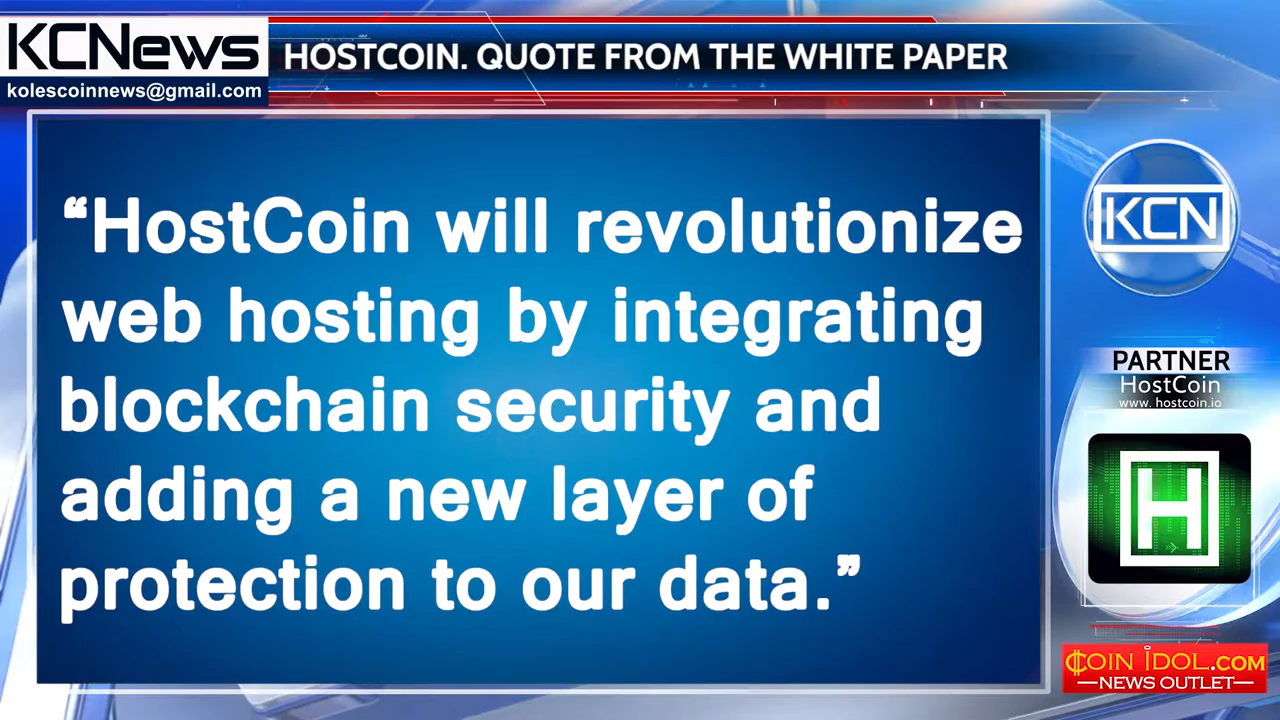 KCNews
kolescoinnews@gmail.com
HOSTCOIN. QUOTE FROM THE WHITE PAPER
“HostCoin will revolutionize
web hosting by integrating
blockchain security and
adding a new layer of
protection to our data.”
KCN
PARTNER
HostCoin
www. hostcoin.io
H
COIN IDOL.COM
—NEWS OUTLET—